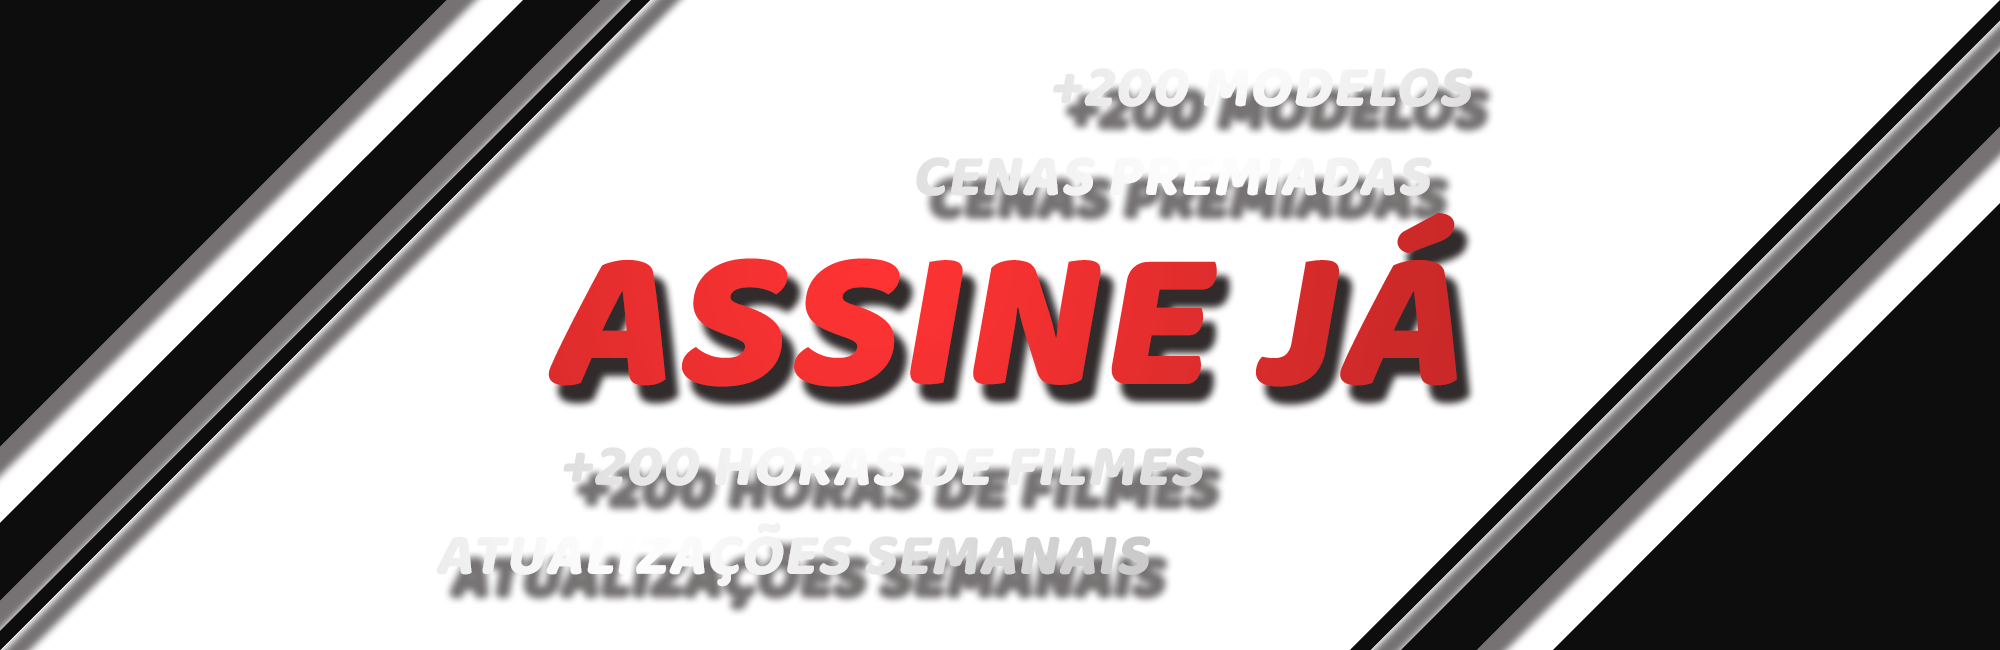 +200 MODELOS
CENAS PREMIADAS
ASSINE JÁ
+200 HORAS DE FILMES
ATUALIZAÇÕES SEMANAIS